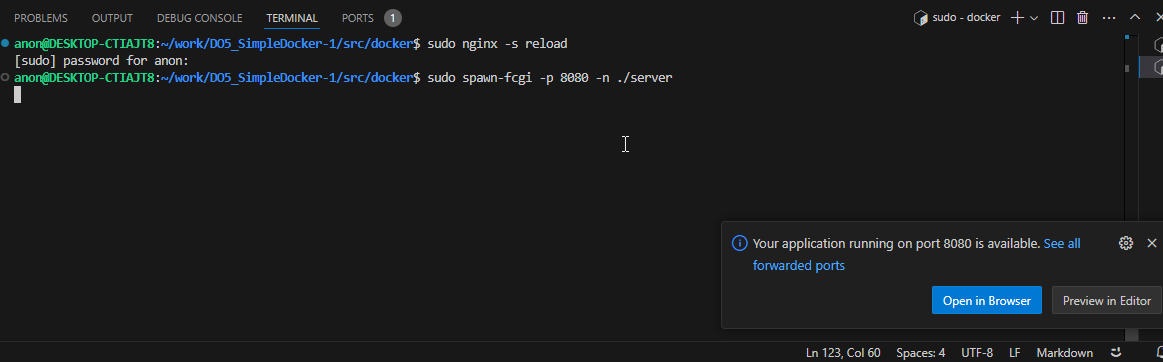 PROBLEMS OUTPUT DEBUG CONSOLE TERMINAL PORTS 1 sudo - docker
anon@DESKTOP-CTIAJT8:~/work/DO5_SimpleDocker-1/src/docker$ sudo nginx -s reload
[sudo] password for anon:
anon@DESKTOP-CTIAJT8:~/work/DO5_SimpleDocker-1/src/docker$ sudo spawn-fcgi -p 8080 -n ./server
Your application running on port 8080 is available. See all
forwarded ports
Open in Browser Preview in Editor
Ln 123, Col 60 Spaces: 4 UTF-8 LF Markdown